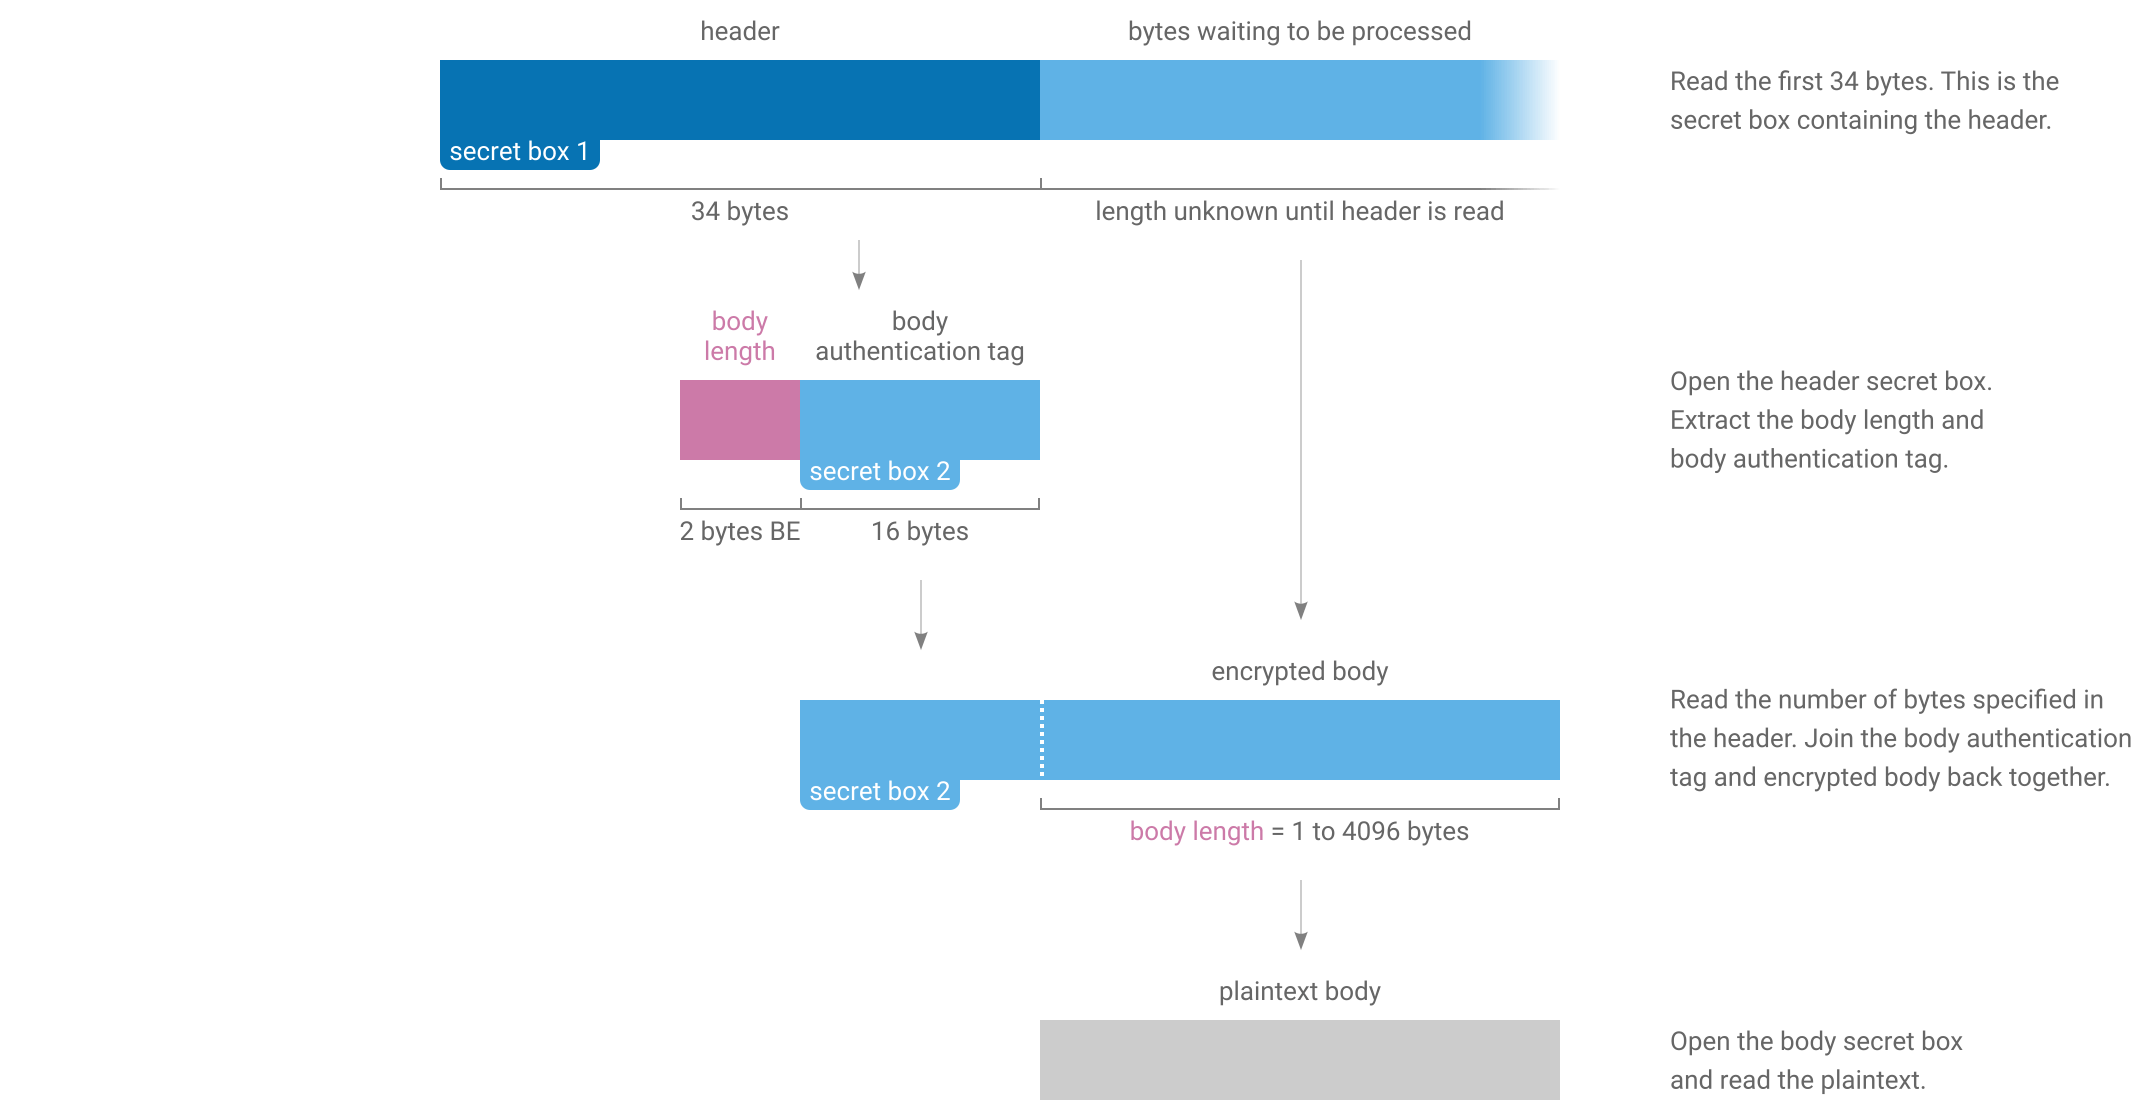 header
bytes waiting to be processed
Read the first 34 bytes. This is the
secret box containing the header.
secret box 1
34 bytes
length unknown until header is read
body
length
body
authentication tag
Open the header secret box.
Extract the body length and
body authentication tag.
secret box 2
2 bytes BE
16 bytes
encrypted body
Read the number of bytes specified in
the header. Join the body authentication
tag and encrypted body back together.
secret box 2
body length = 1 to 4096 bytes
plaintext body
Open the body secret box
and read the plaintext.